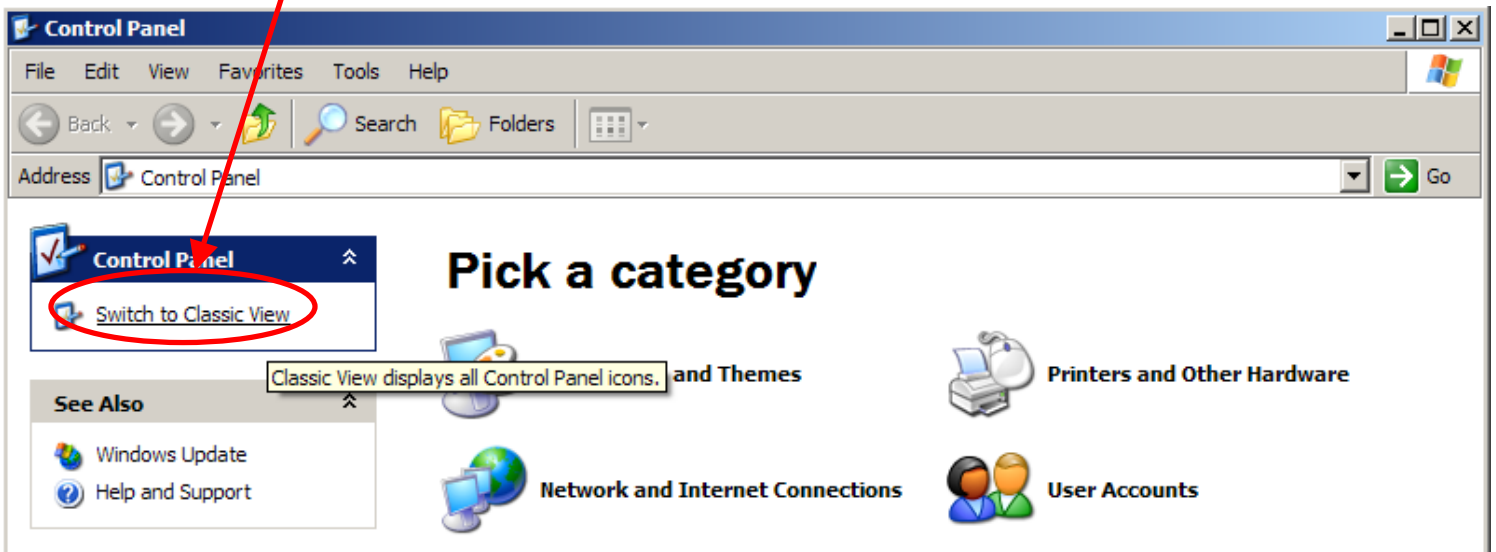 Control Panel
File Edit View Favorites Tools Help
Back Search Folders
Address Control Panel Go
Control Panel
Switch to Classic View
Pick a category
Classic View displays all Control Panel icons.
and Themes
Printers and Other Hardware
See Also
Windows Update
Help and Support
Network and Internet Connections
User Accounts